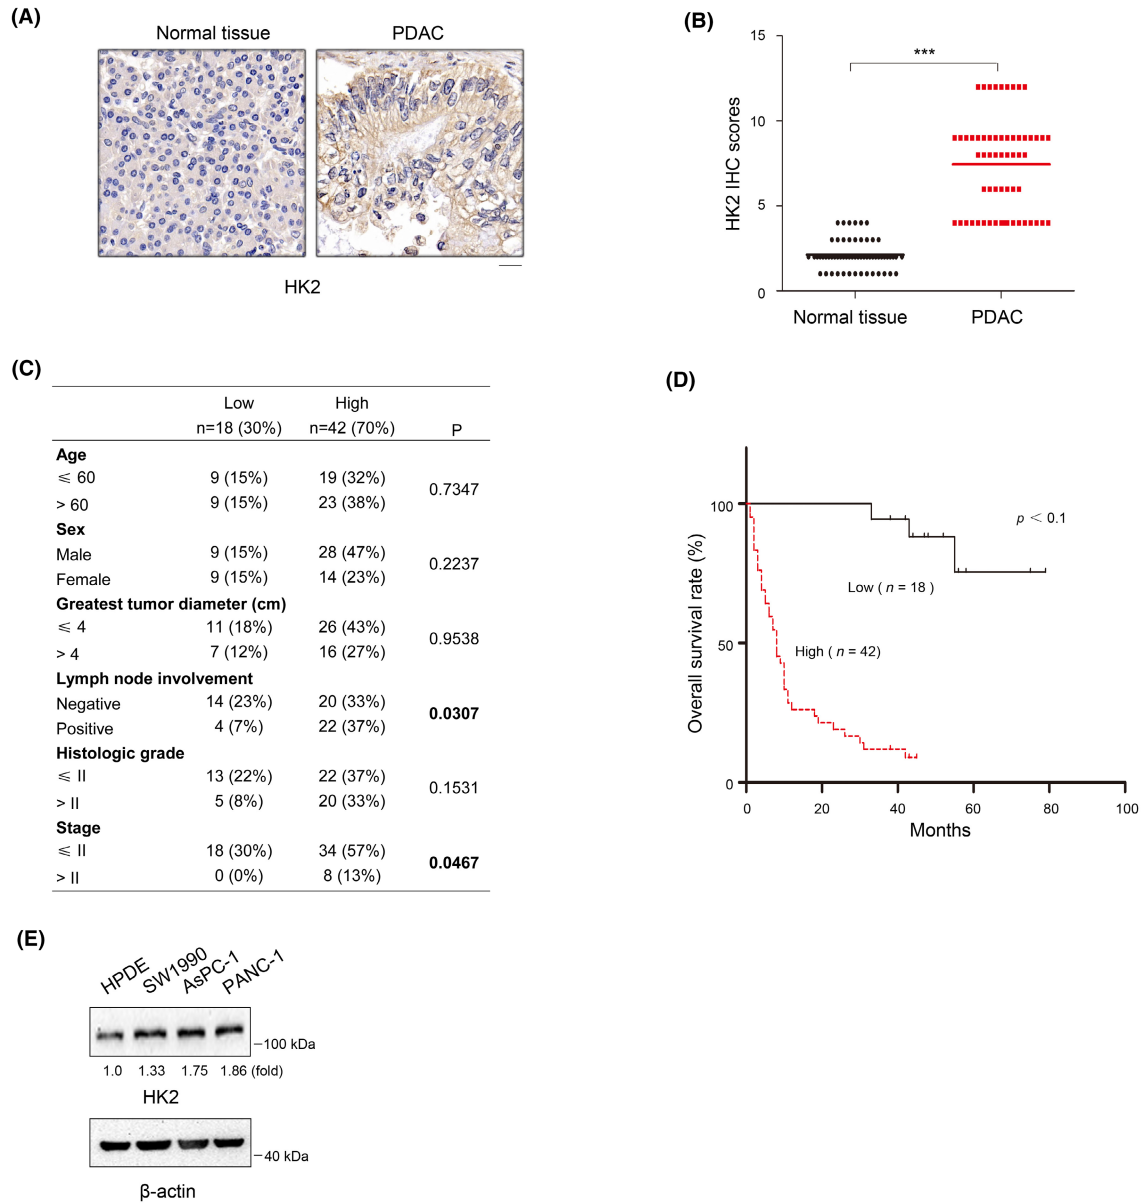 (A)
Normal tissue PDAC
HK2
(B)
15
***
10
5
0
HK2 IHC scores
Normal tissue PDAC
(C)
Low High
n=18 (30%) n=42 (70%) P
Age
⩽ 60 9 (15%) 19 (32%)
0.7347
> 60 9 (15%) 23 (38%)
Sex
Male 9 (15%) 28 (47%)
0.2237
Female 9 (15%) 14 (23%)
Greatest tumor diameter (cm)
⩽ 4 11 (18%) 26 (43%)
0.9538
> 4 7 (12%) 16 (27%)
Lymph node involvement
Negative 14 (23%) 20 (33%)
0.0307
Positive 4 (7%) 22 (37%)
Histologic grade
⩽ II 13 (22%) 22 (37%)
0.1531
> II 5 (8%) 20 (33%)
Stage
⩽ II 18 (30%) 34 (57%)
0.0467
> II 0 (0%) 8 (13%)
(D)
100
p < 0.1
Low ( n = 18 )
50
High ( n = 42)
0
Overall survival rate (%)
0 20 40 60 80 100
Months
(E)
HPDE SW1990 AsPC-1 PANC-1
100 kDa
1.0 1.33 1.75 1.86 (fold)
HK2
40 kDa
β-actin